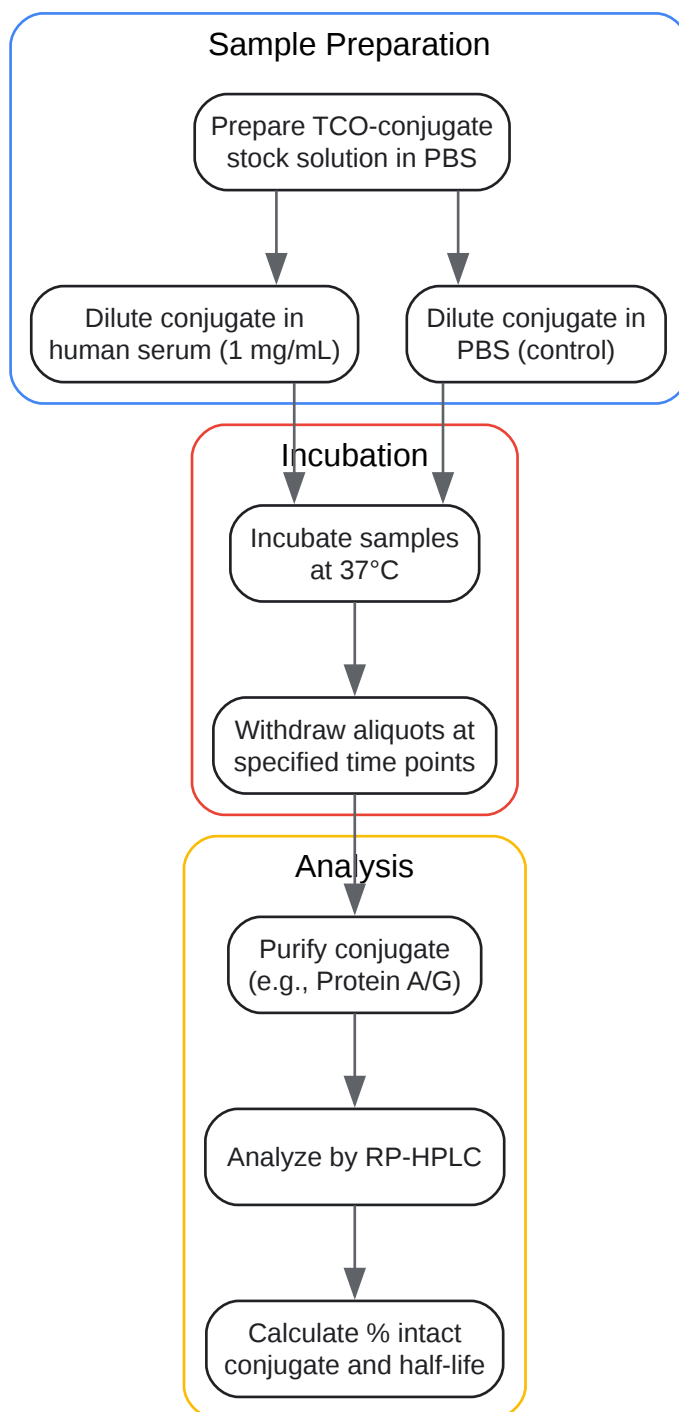 Sample Preparation
Prepare TCO-conjugate
stock solution in PBS
Dilute conjugate in
human serum (1 mg/mL)
Dilute conjugate in
PBS (control)
Incubation
Incubate samples
at 37°C
Withdraw aliquots at
specified time points
Analysis
Purify conjugate
(e.g., Protein A/G)
Analyze by RP-HPLC
Calculate % intact
conjugate and half-life